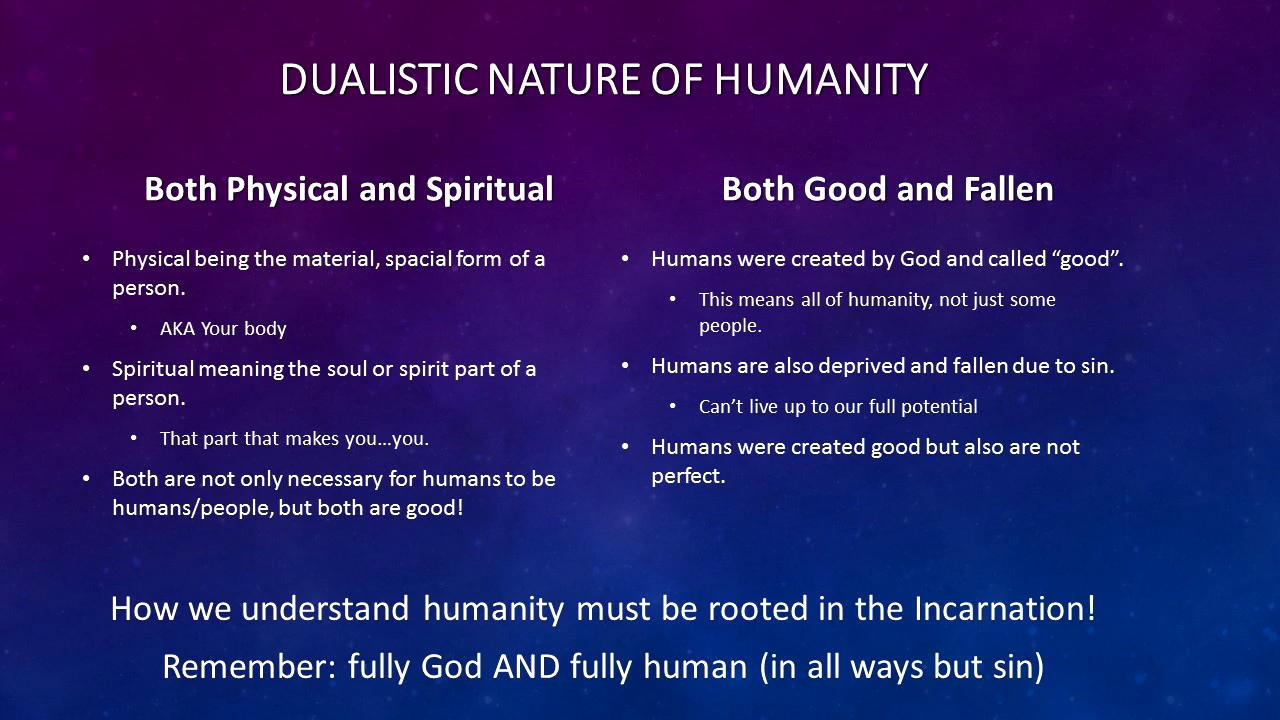 DUALISTIC NATURE OF HUMANITY
Both Physical and Spiritual
• Physical being the material, spacial form of a
person.
• AKA Your body
• Spiritual meaning the soul or spirit part of a
person.
• That part that makes you...you.
• Both are not only necessary for humans to be
humans/people, but both are good!
Both Good and Fallen
• Humans were created by God and called “good”.
• This means all of humanity, not just some
people.
• Humans are also deprived and fallen due to sin.
• Can’t live up to our full potential
• Humans were created good but also are not
perfect.
How we understand humanity must be rooted in the Incarnation!
Remember: fully God AND fully human (in all ways but sin)